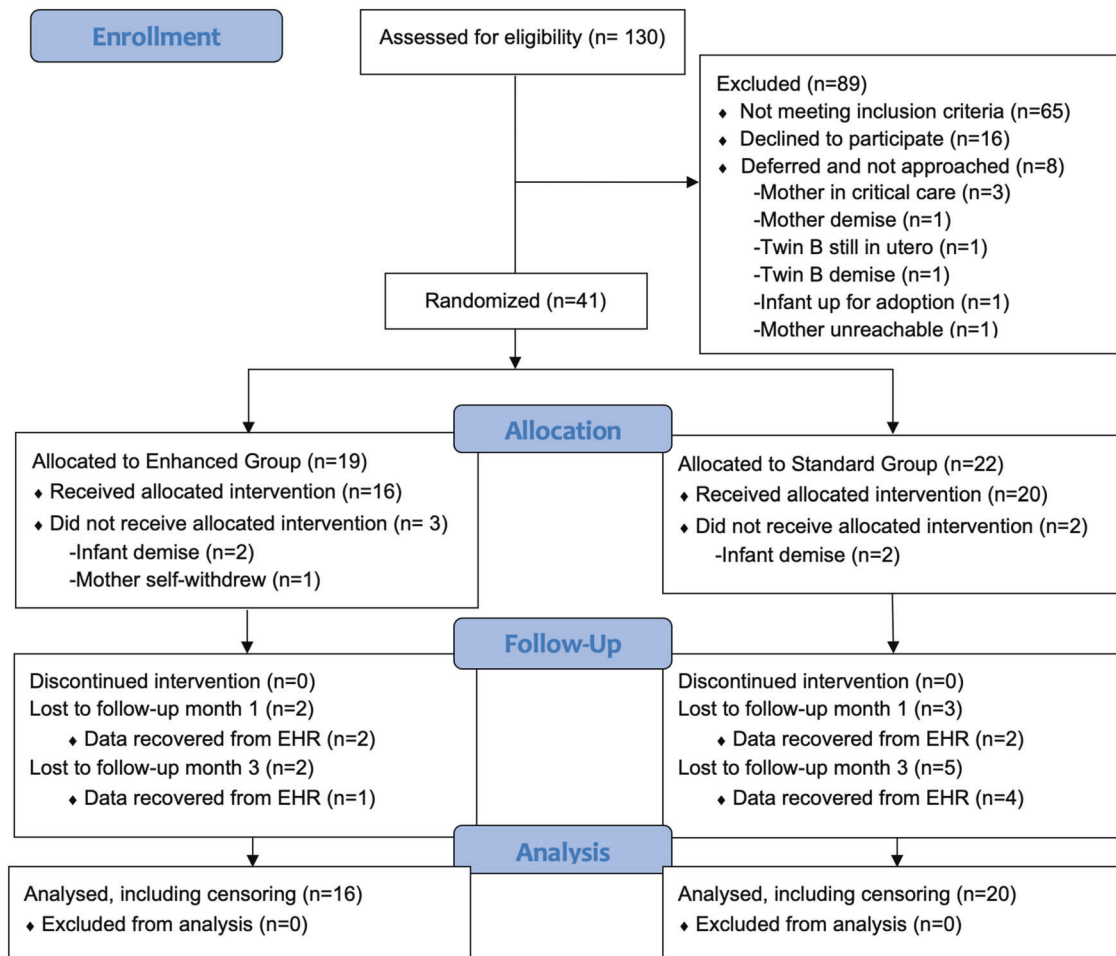 Enrollment
Assessed for eligibility (n= 130)
Excluded (n=89)
♦ Not meeting inclusion criteria (n=65)
♦ Declined to participate (n=16)
♦ Deferred and not approached (n=8)
-Mother in critical care (n=3)
-Mother demise (n=1)
-Twin B still in utero (n=1)
-Twin B demise (n=1)
-Infant up for adoption (n=1)
-Mother unreachable (n=1)
Randomized (n=41)
Allocation
Allocated to Enhanced Group (n=19)
♦ Received allocated intervention (n=16)
♦ Did not receive allocated intervention (n= 3)
-Infant demise (n=2)
-Mother self-withdrew (n=1)
Allocated to Standard Group (n=22)
♦ Received allocated intervention (n=20)
♦ Did not receive allocated intervention (n=2)
-Infant demise (n=2)
Follow-Up
Discontinued intervention (n=0)
Lost to follow-up month 1 (n=2)
♦ Data recovered from EHR (n=2)
Lost to follow-up month 3 (n=2)
♦ Data recovered from EHR (n=1)
Discontinued intervention (n=0)
Lost to follow-up month 1 (n=3)
♦ Data recovered from EHR (n=2)
Lost to follow-up month 3 (n=5)
♦ Data recovered from EHR (n=4)
Analysis
Analysed, including censoring (n=16)
♦ Excluded from analysis (n=0)
Analysed, including censoring (n=20)
♦ Excluded from analysis (n=0)